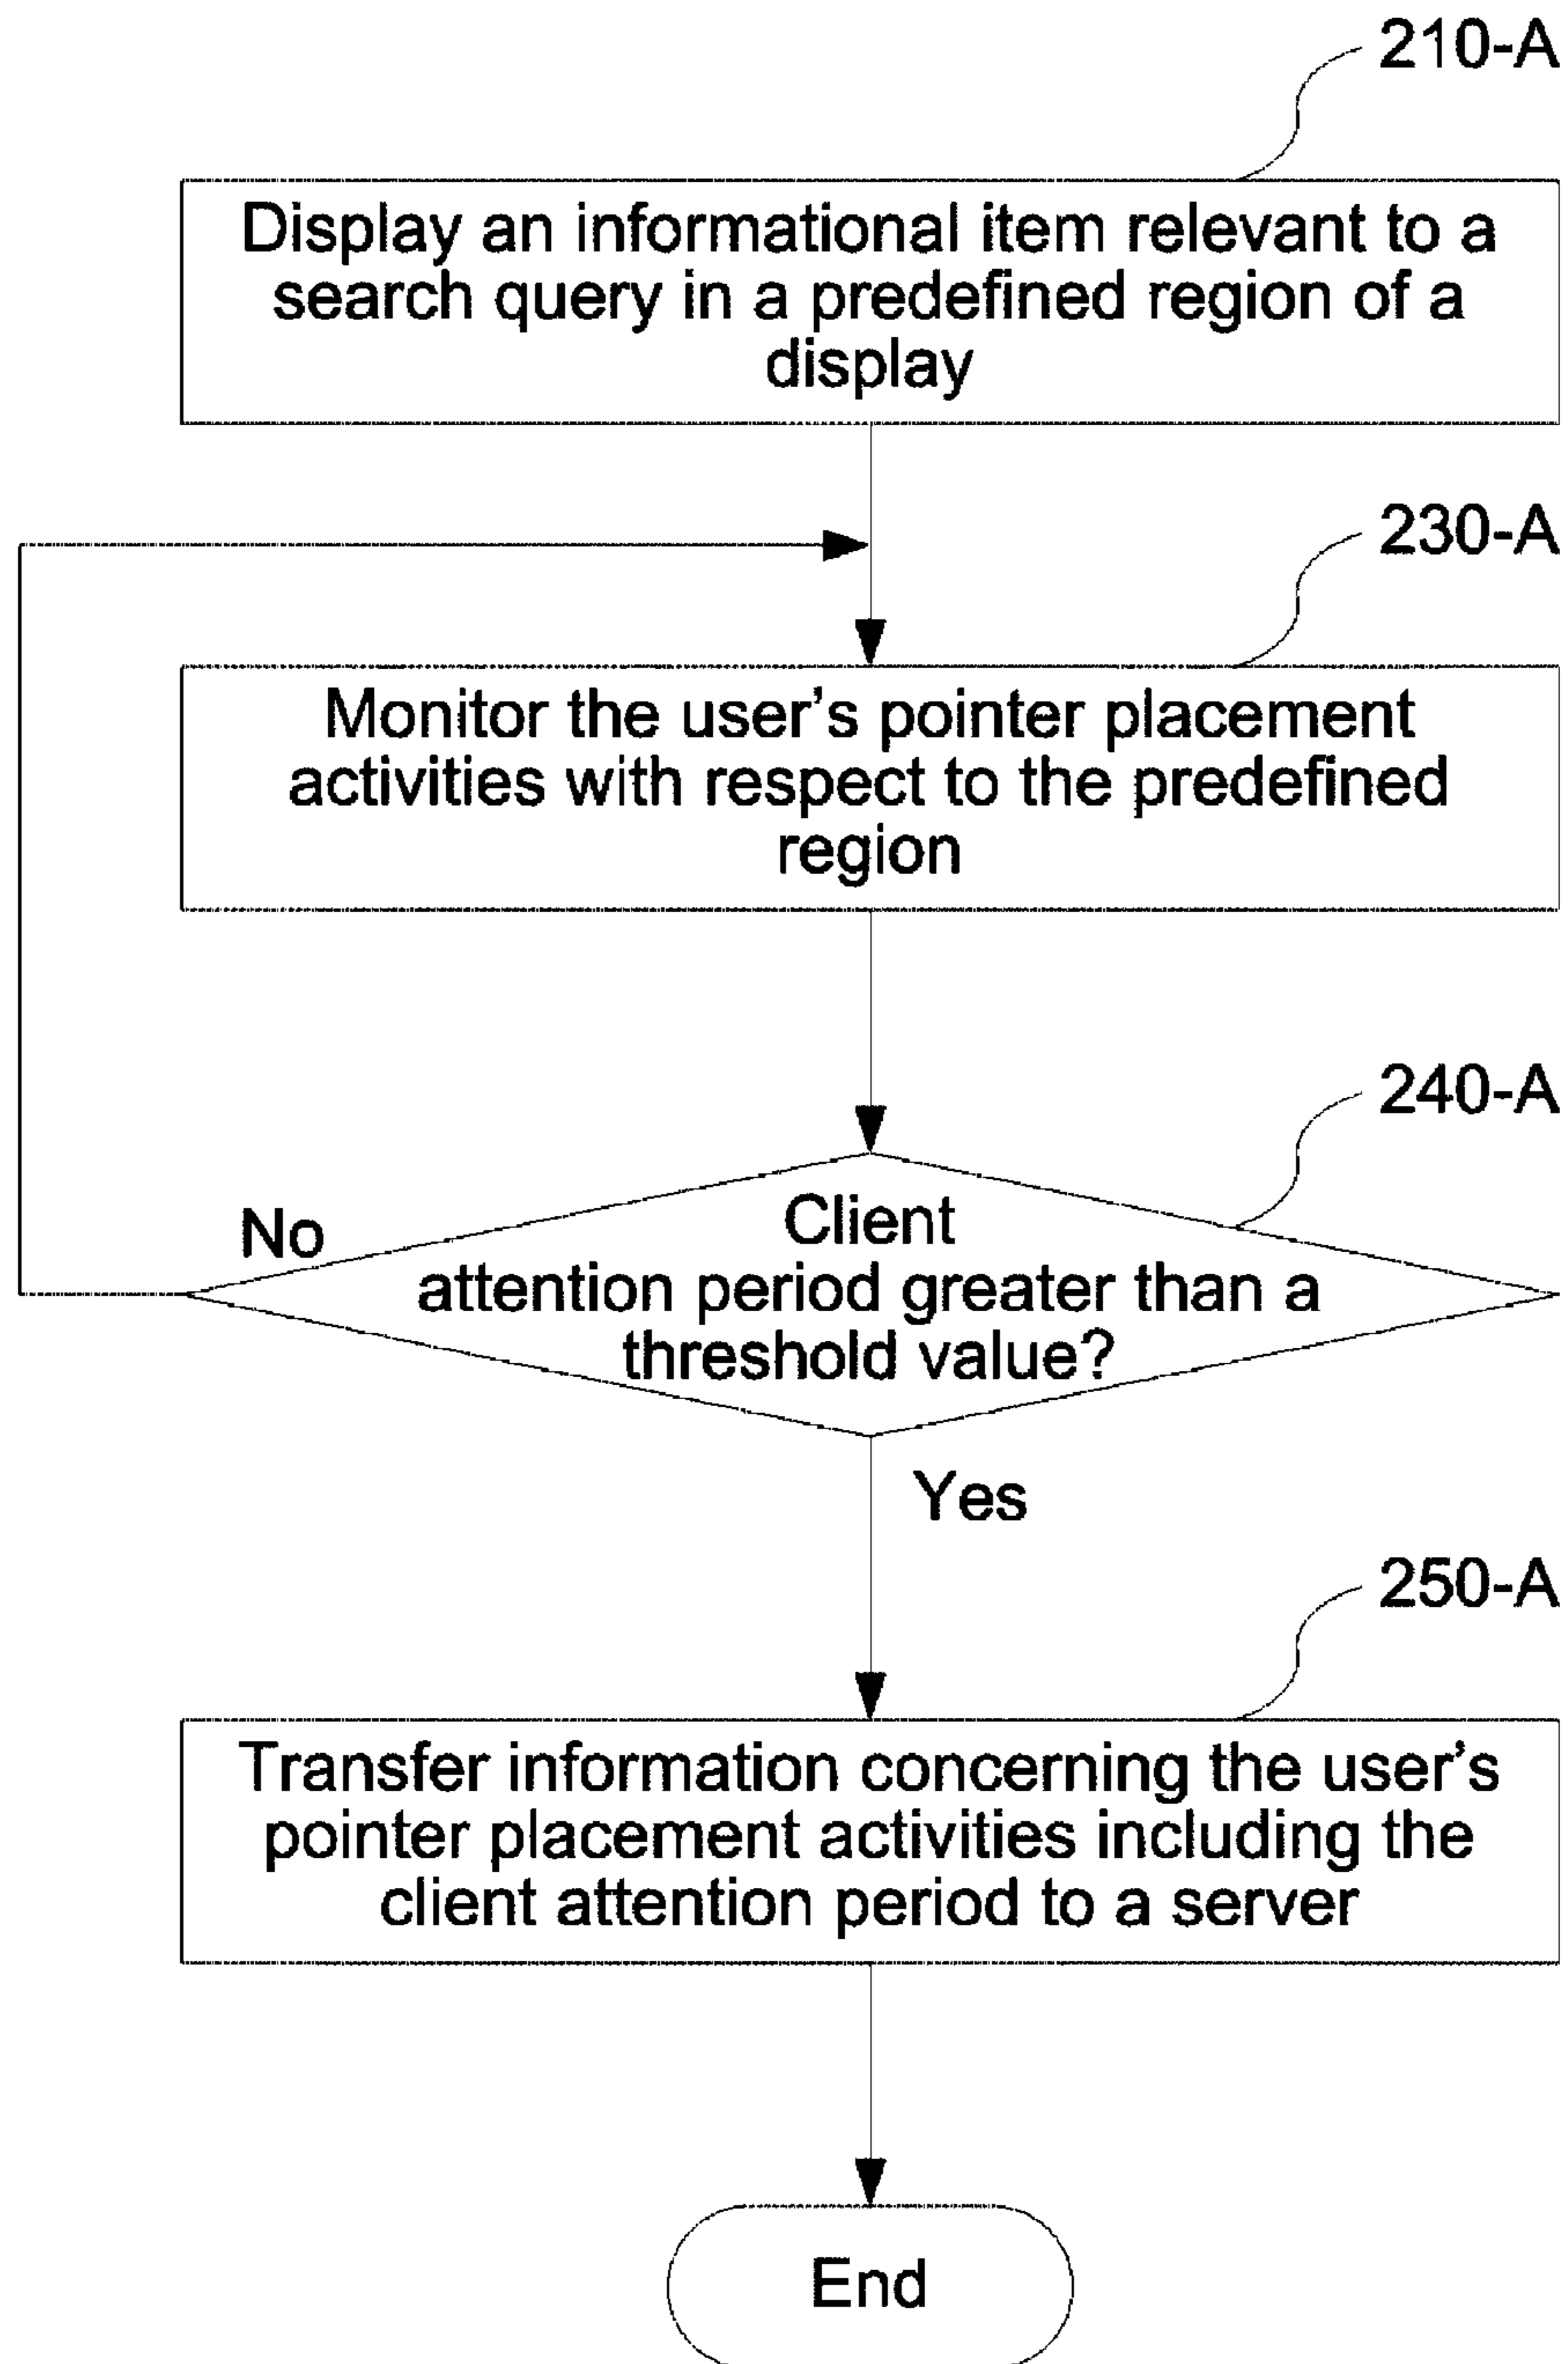 210-A
Display an informational item relevant to a
search query in a predefined region of a
display
230-A
Monitor the user's pointer placement
activities with respect to the predefined
region
240-A
No
Client
attention period greater than a
threshold value?
Yes
250-A
Transfer information concerning the user's
pointer placement activities including the
client attention period to a server
End